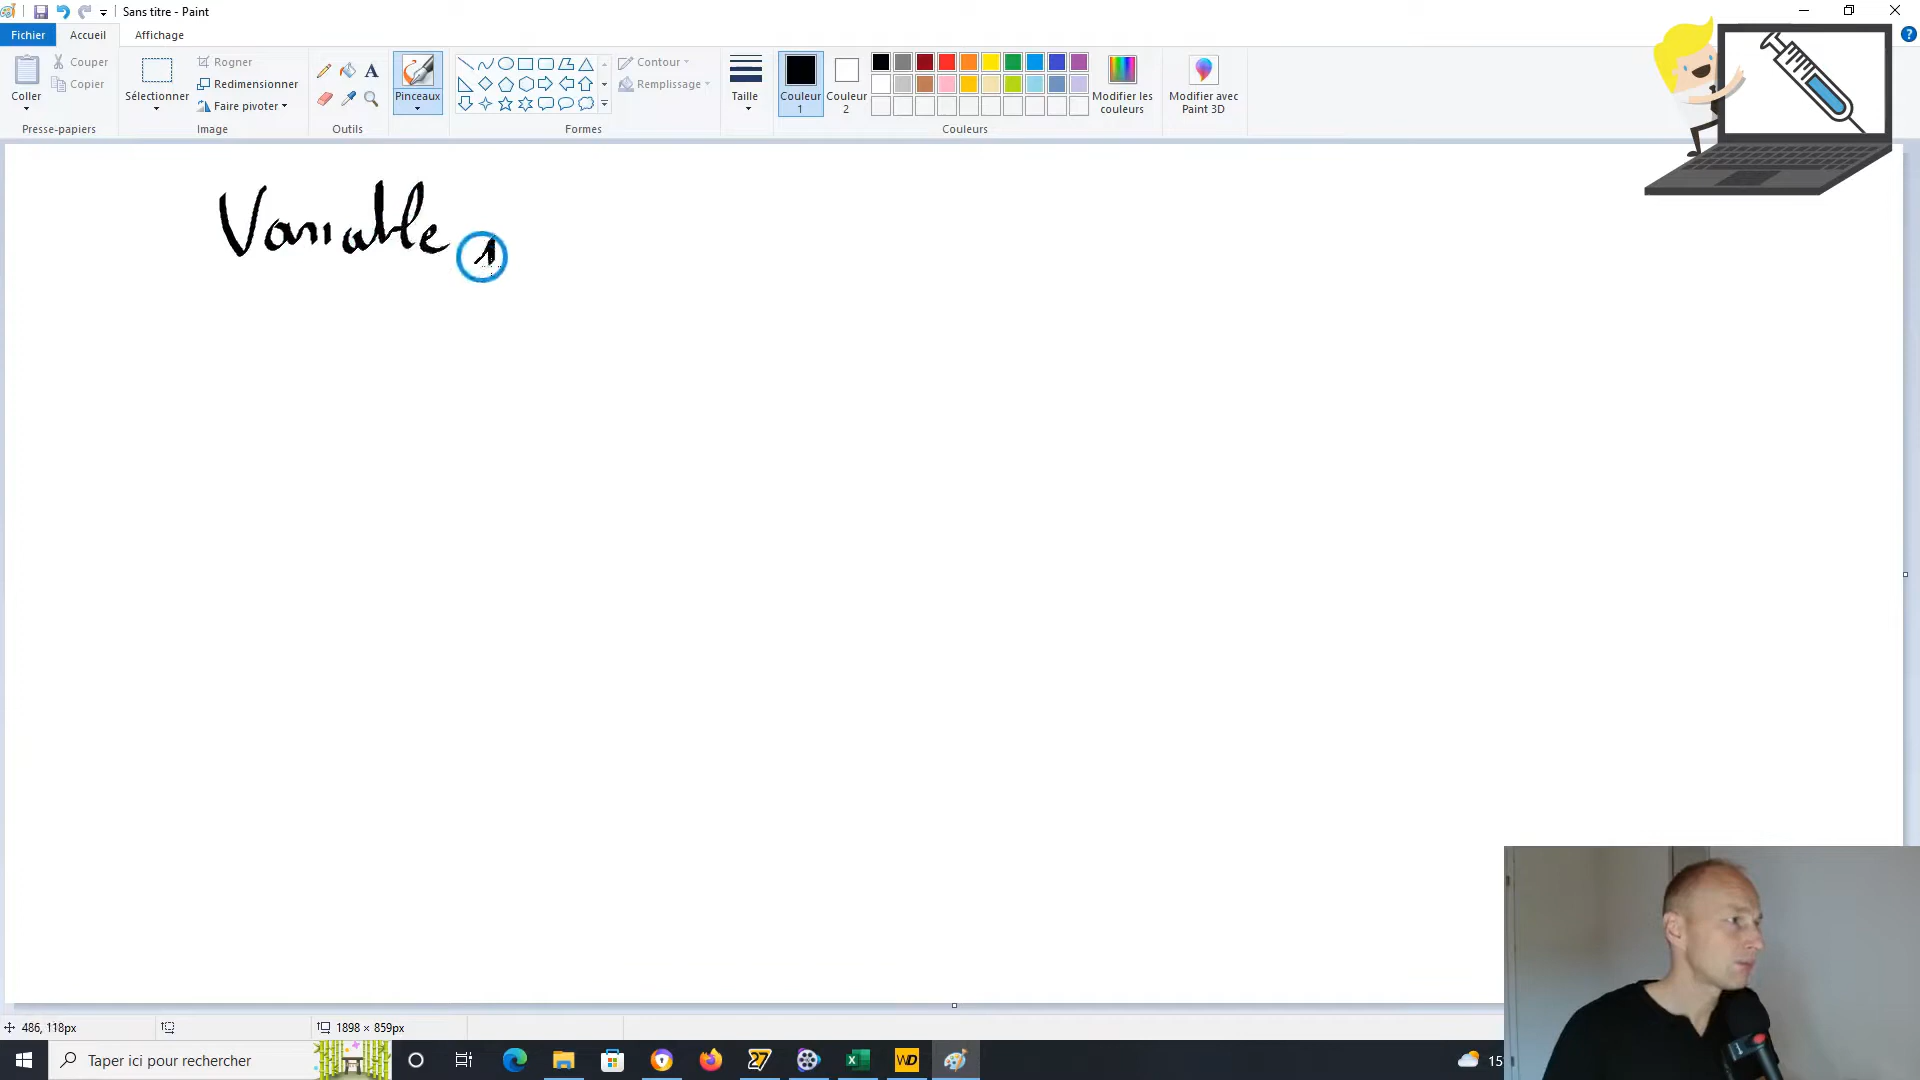 Sans titre - Paint
Fichier Accueil Affichage
Coller
Couper
Copier
Presse-papiers
Sélectionner
Rogner
Redimensionner
Faire pivoter
Image
A
Outils
Pinceaux
Contour
Remplissage
Formes
Taille
Couleur 1
Couleur 2
Modifier les couleurs
Couleurs
Modifier avec Paint 3D
?
Variable 1
486, 118px
1898 × 859px
Taper ici pour rechercher
27
X
WD
15